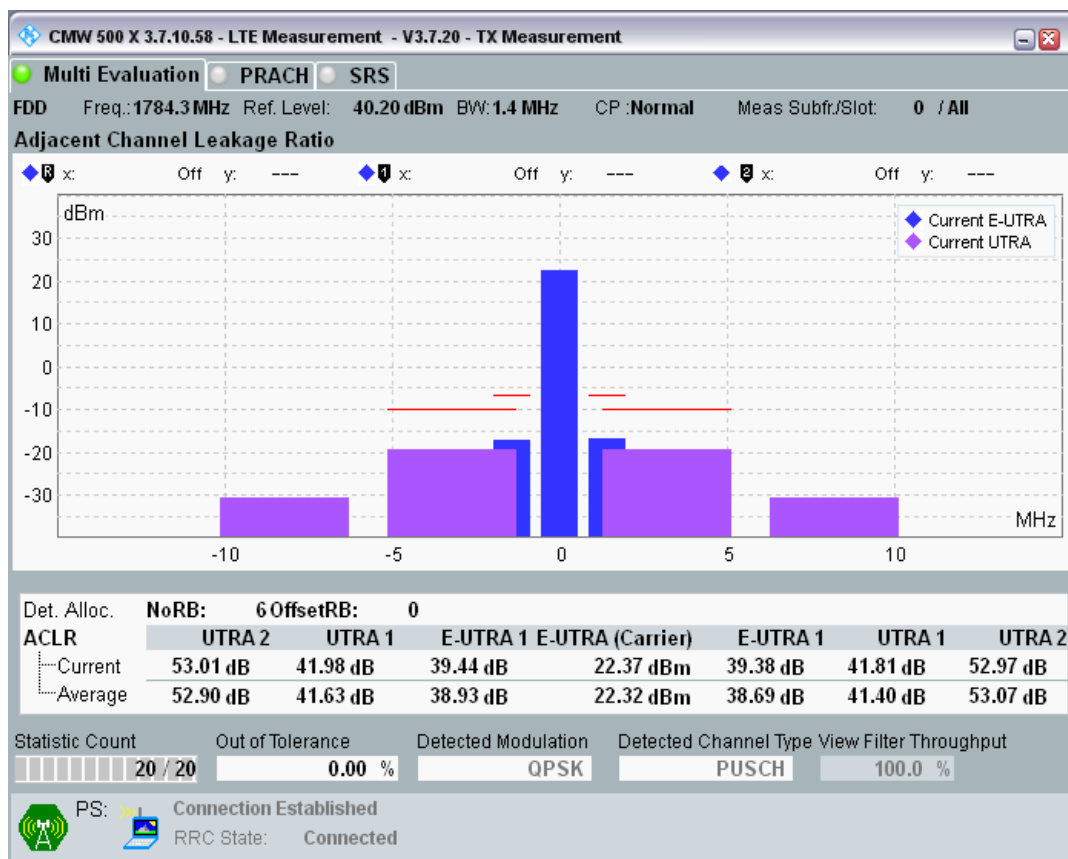 CMW 500 X 3.7.10.58 - LTE Measurement - V3.7.20 - TX Measurement
Multi Evaluation PRACH SRS
FDD Freq.:1784.3 MHz Ref. Level: 40.20 dBm BW:1.4 MHz CP :Normal Meas Subfr./Slot: 0 / All
Adjacent Channel Leakage Ratio
R x: Off y: --- 1 x: Off y: --- 2 x: Off y: ---
dBm
Current E-UTRA
Current UTRA
30
20
10
0
-10
-20
-30
MHz
-10 -5 0 5 10
Det. Alloc. NoRB: 6 OffsetRB: 0
ACLR UTRA 2 UTRA 1 E-UTRA 1 E-UTRA (Carrier) E-UTRA 1 UTRA 1 UTRA 2
Current 53.01 dB 41.98 dB 39.44 dB 22.37 dBm 39.38 dB 41.81 dB 52.97 dB
Average 52.90 dB 41.63 dB 38.93 dB 22.32 dBm 38.69 dB 41.40 dB 53.07 dB
Statistic Count Out of Tolerance Detected Modulation Detected Channel Type View Filter Throughput
20 / 20 0.00 % QPSK PUSCH 100.0 %
PS: Connection Established
RRC State: Connected